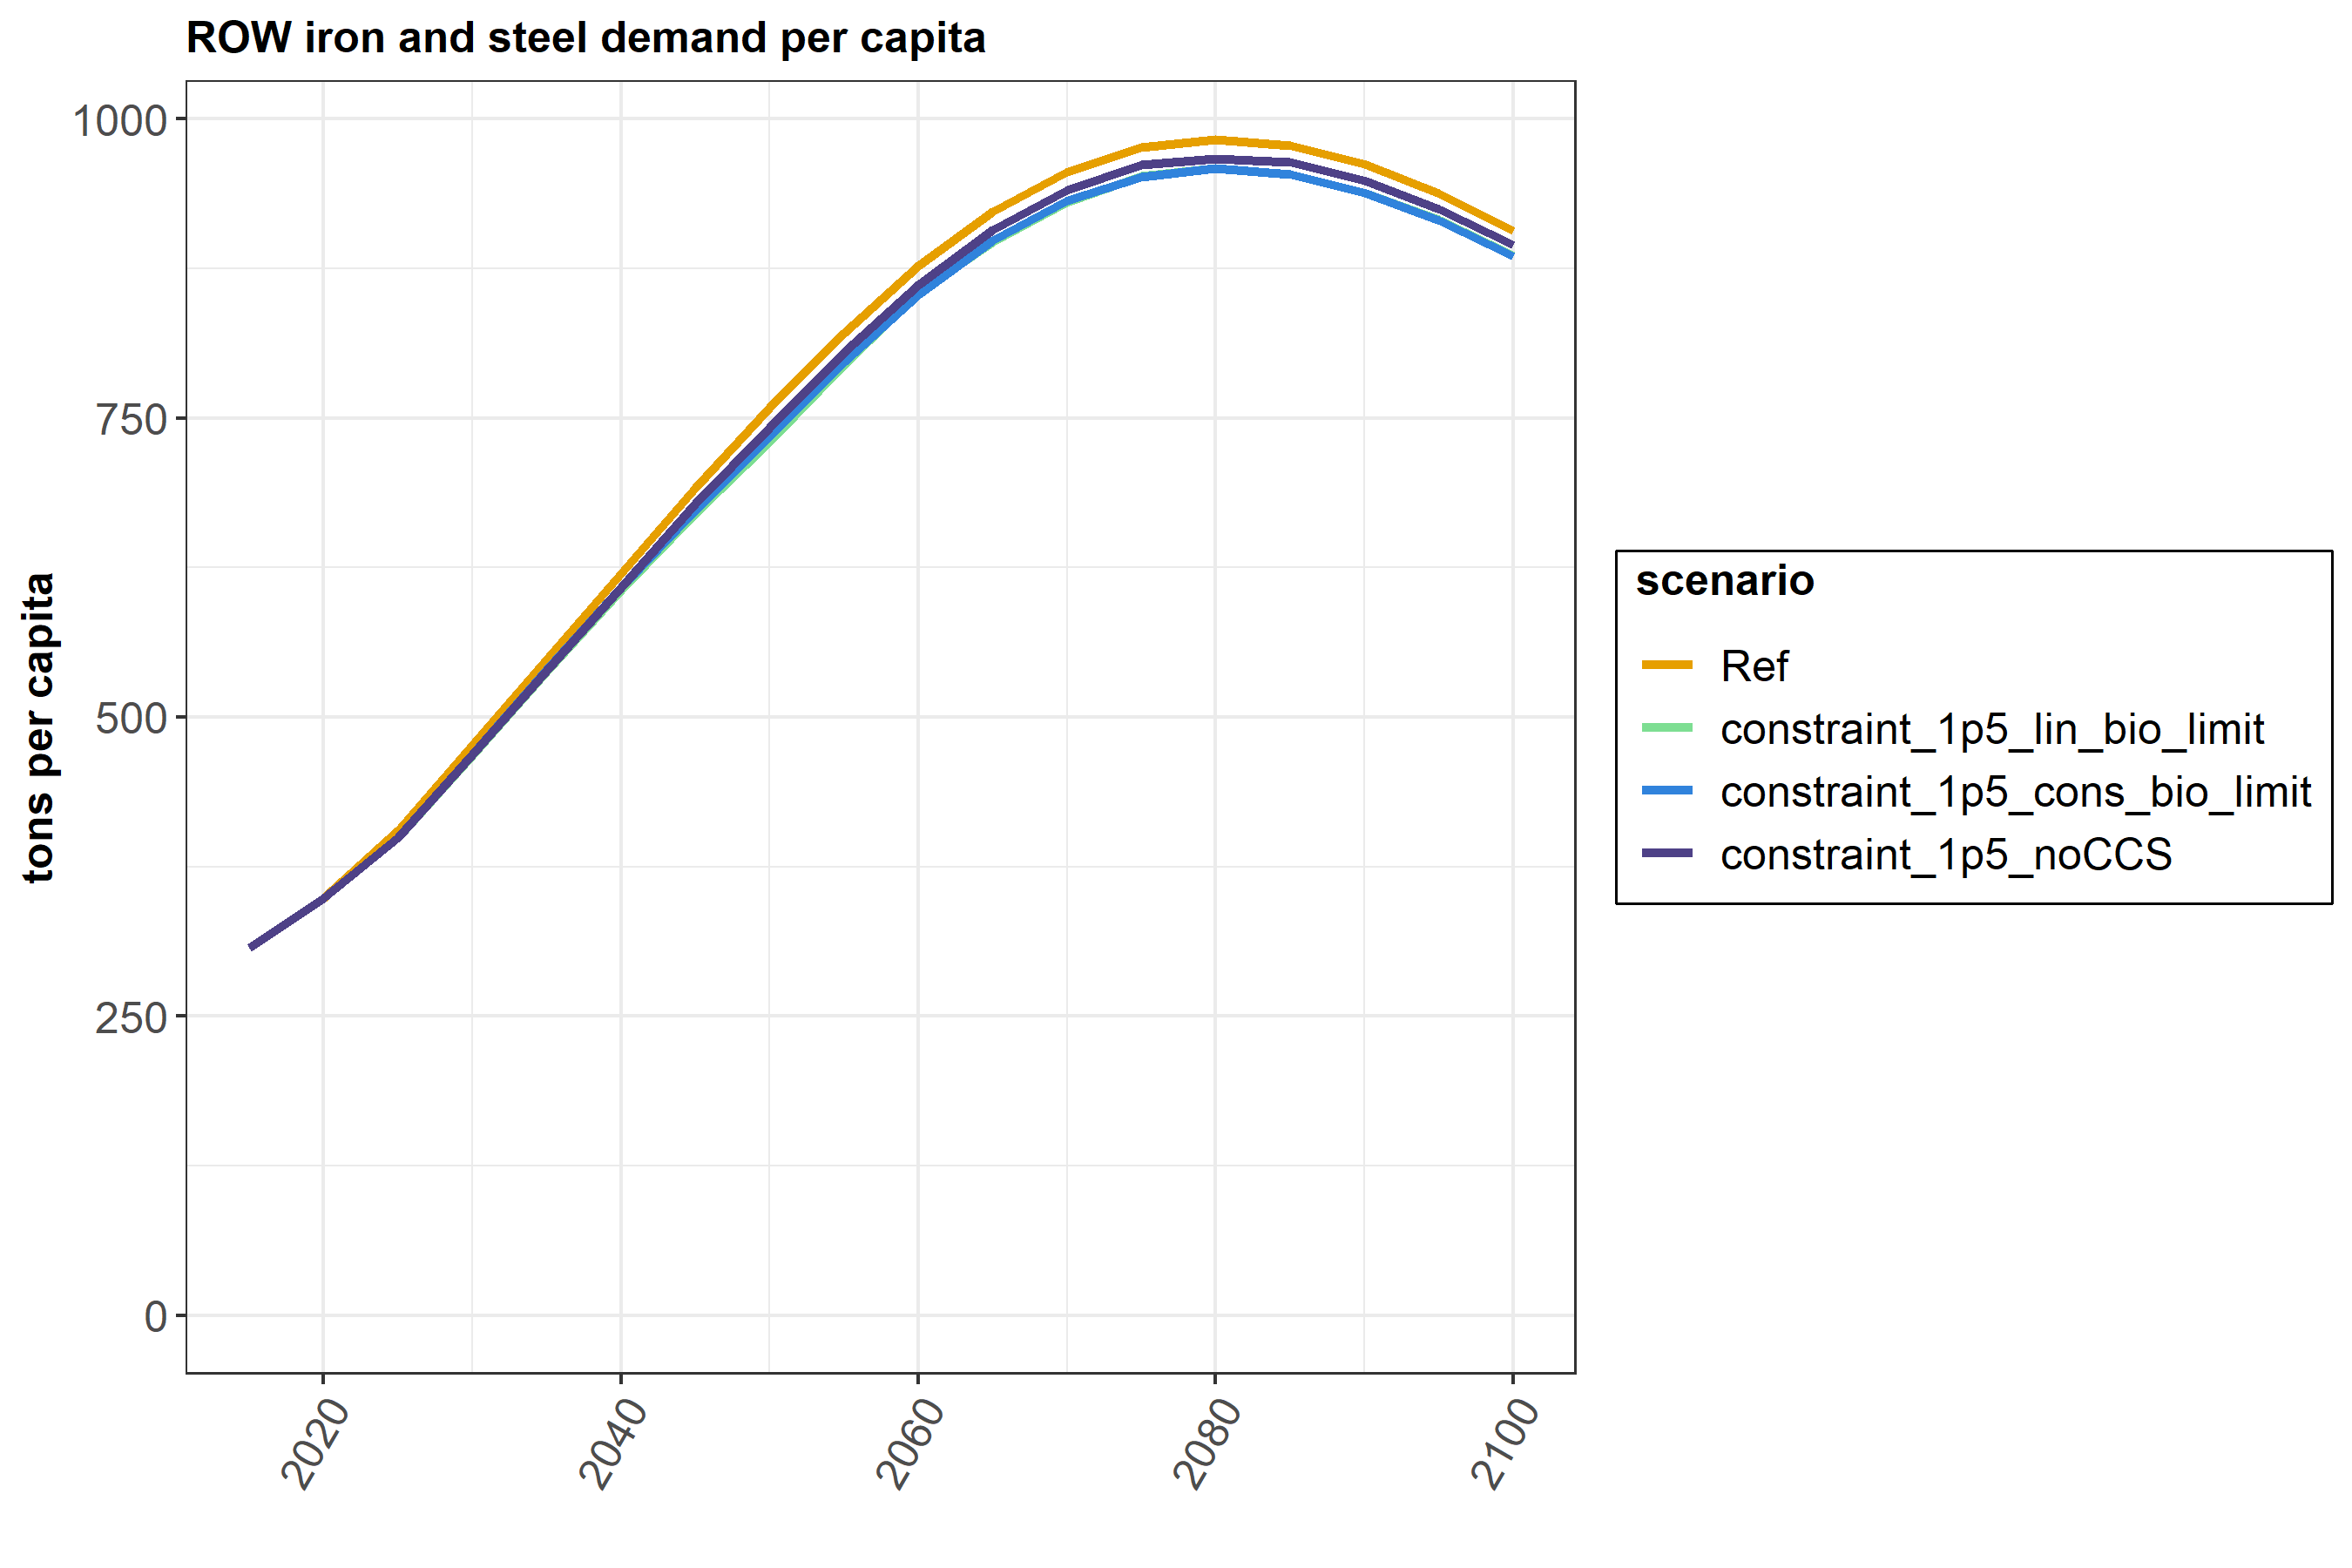 ROW iron and steel demand per capita
tons per capita
1000
750
500
250
0
2020
2040
2060
2080
2100
scenario
Ref
constraint_1p5_lin_bio_limit
constraint_1p5_cons_bio_limit
constraint_1p5_noCCS